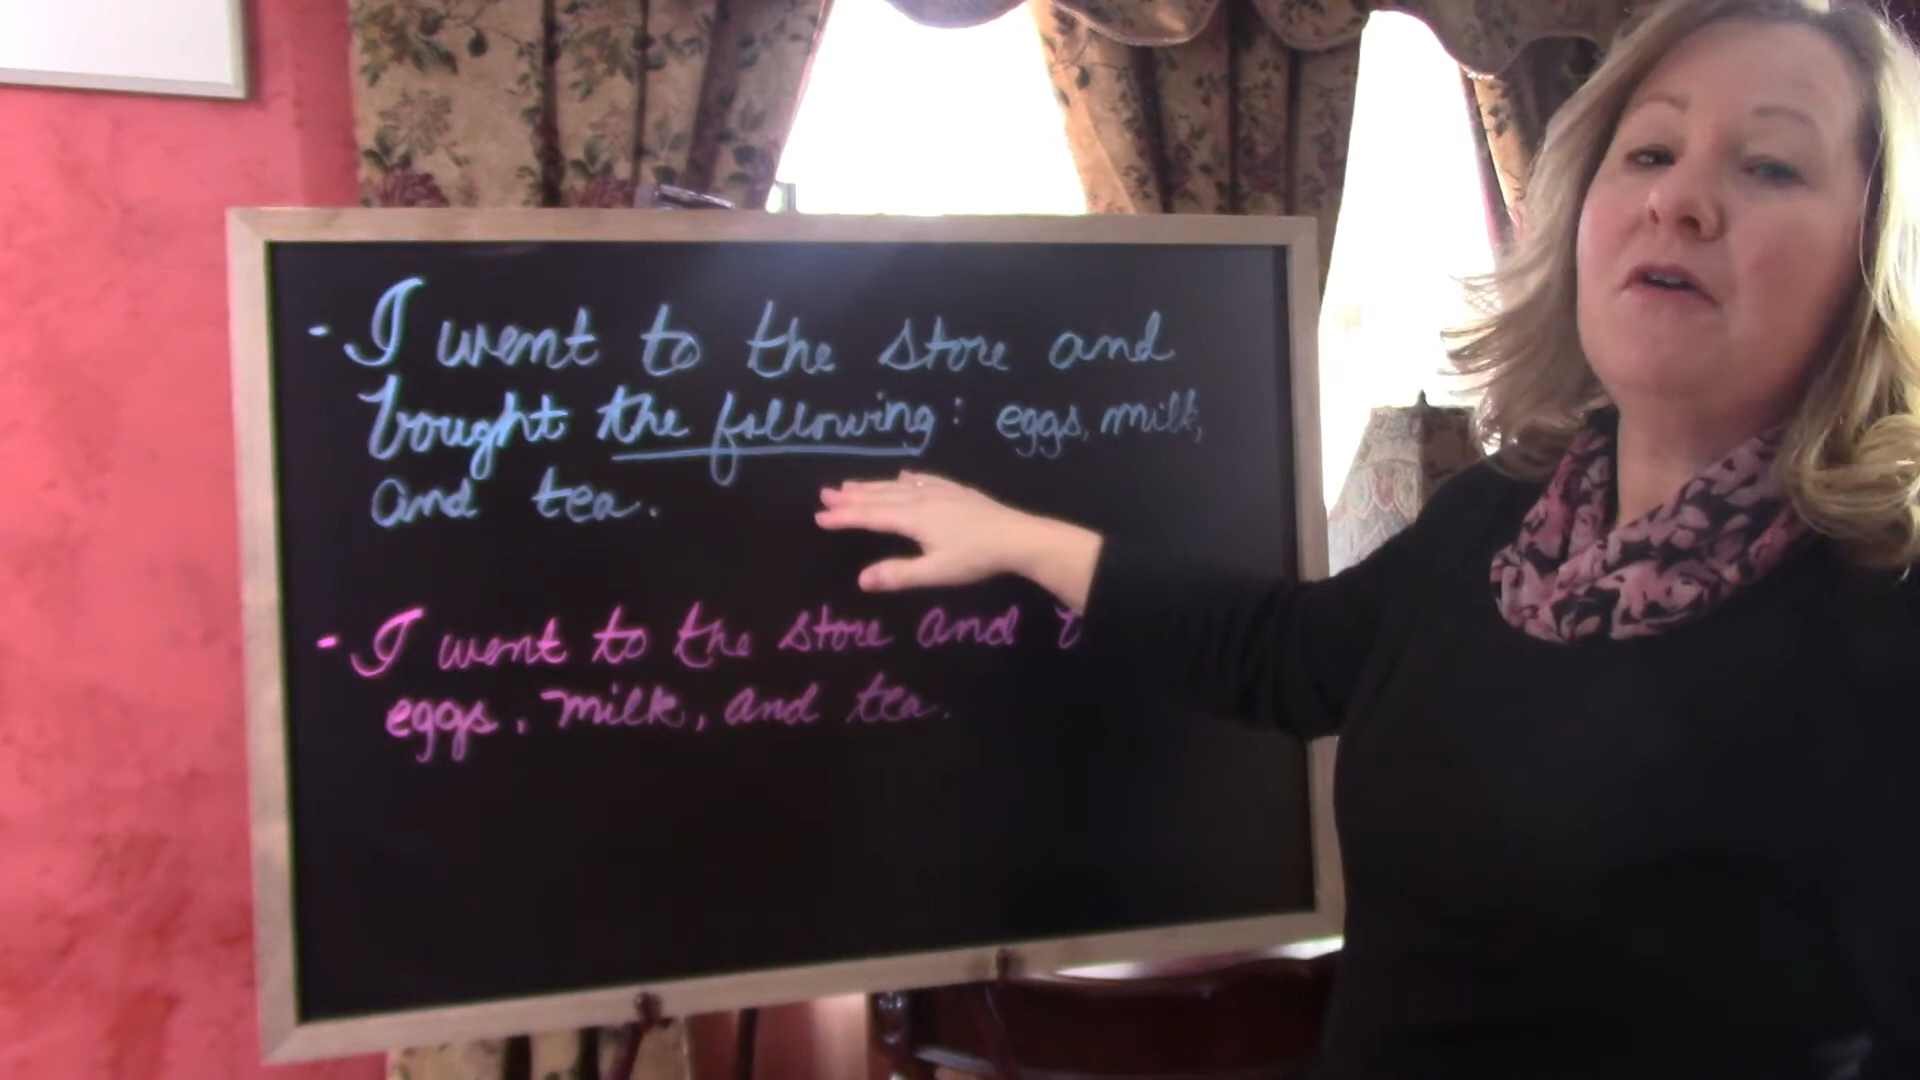 - I went to the store and
bought the following: eggs, milk,
and tea.
- I went to the store and
eggs, milk, and tea.